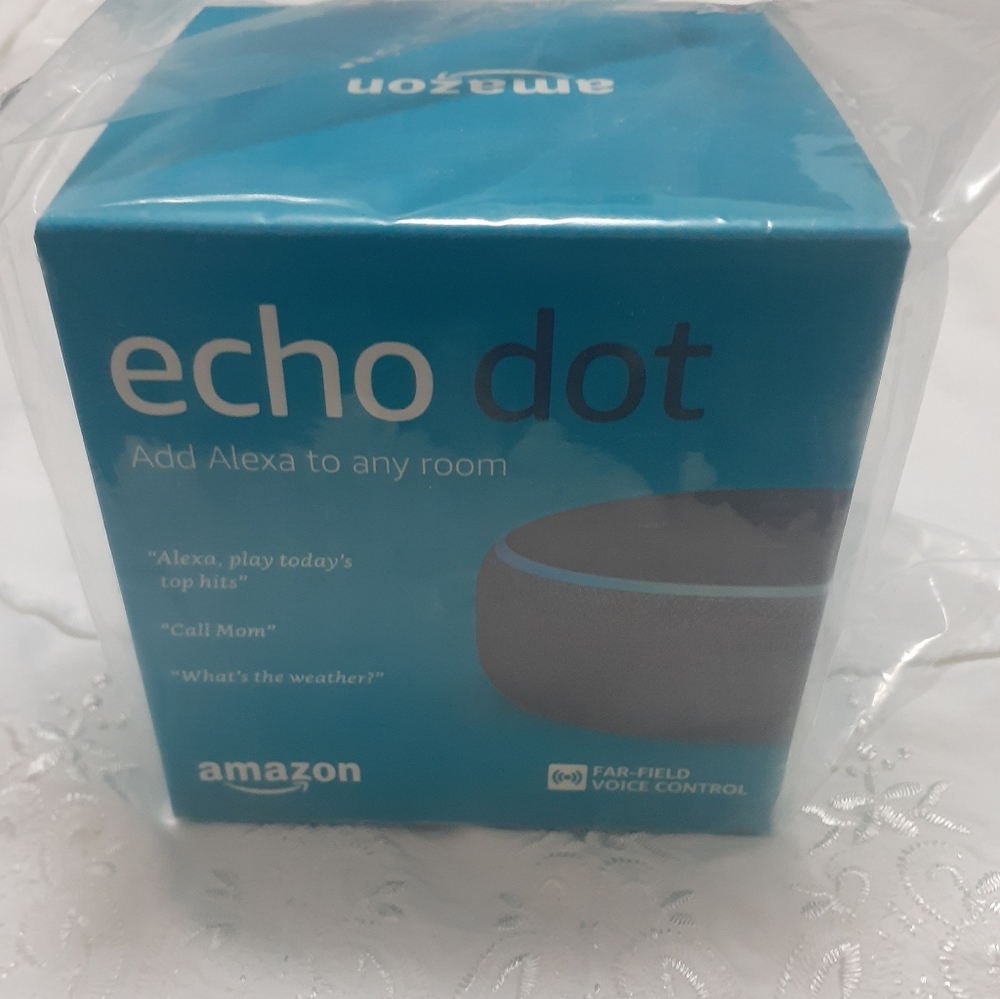 amazon
echo dot
Add Alexa to any room
"Alexa, play today's
top hits"
"Call Mom"
"What's the weather?"
amazon
FAR-FIELD
VOICE CONTROL